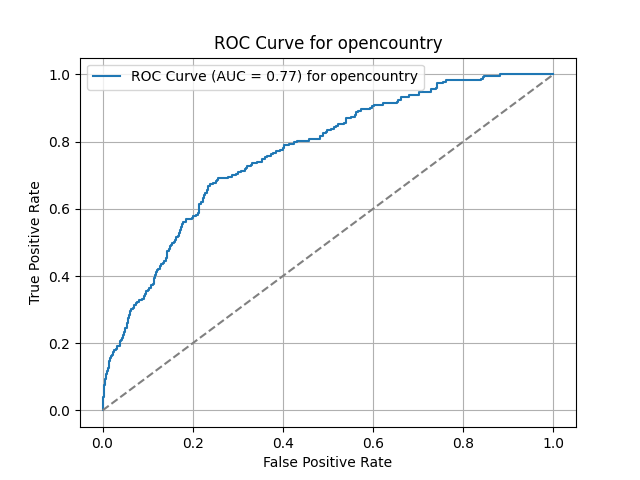 ROC Curve for opencountry
ROC Curve (AUC = 0.77) for opencountry
True Positive Rate
1.0
0.8
0.6
0.4
0.2
0.0
0.0 0.2 0.4 0.6 0.8 1.0
False Positive Rate